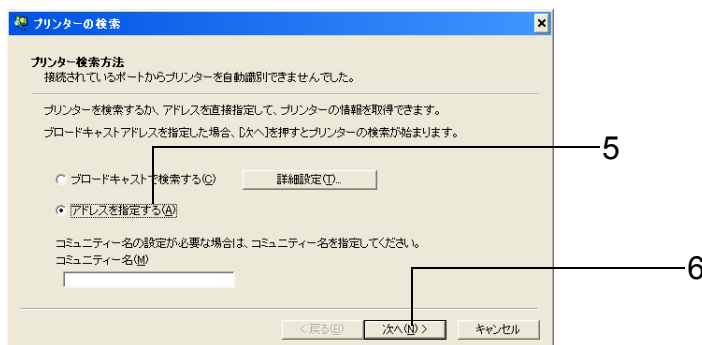 プリンターの検索
プリンター検索方法
接続されているポートからプリンターを自動識別できませんでした。
プリンターを検索するか、アドレスを直接指定して、プリンターの情報を取得できます。
ブロードキャストアドレスを指定した場合、[次へ]を押すとプリンターの検索が始まります。
5
ブロードキャストで検索する(C) 詳細設定(T)...
アドレスを指定する(A)
コミュニティー名の設定が必要な場合は、コミュニティー名を指定してください。
コミュニティー名(M)
6
< 戻る(B) 次へ(N) > キャンセル